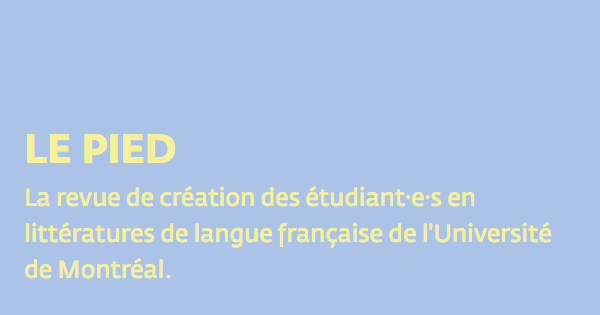 LE PIED
La revue de création des étudiant·e·s en
littératures de langue française de l'Université
de Montréal.